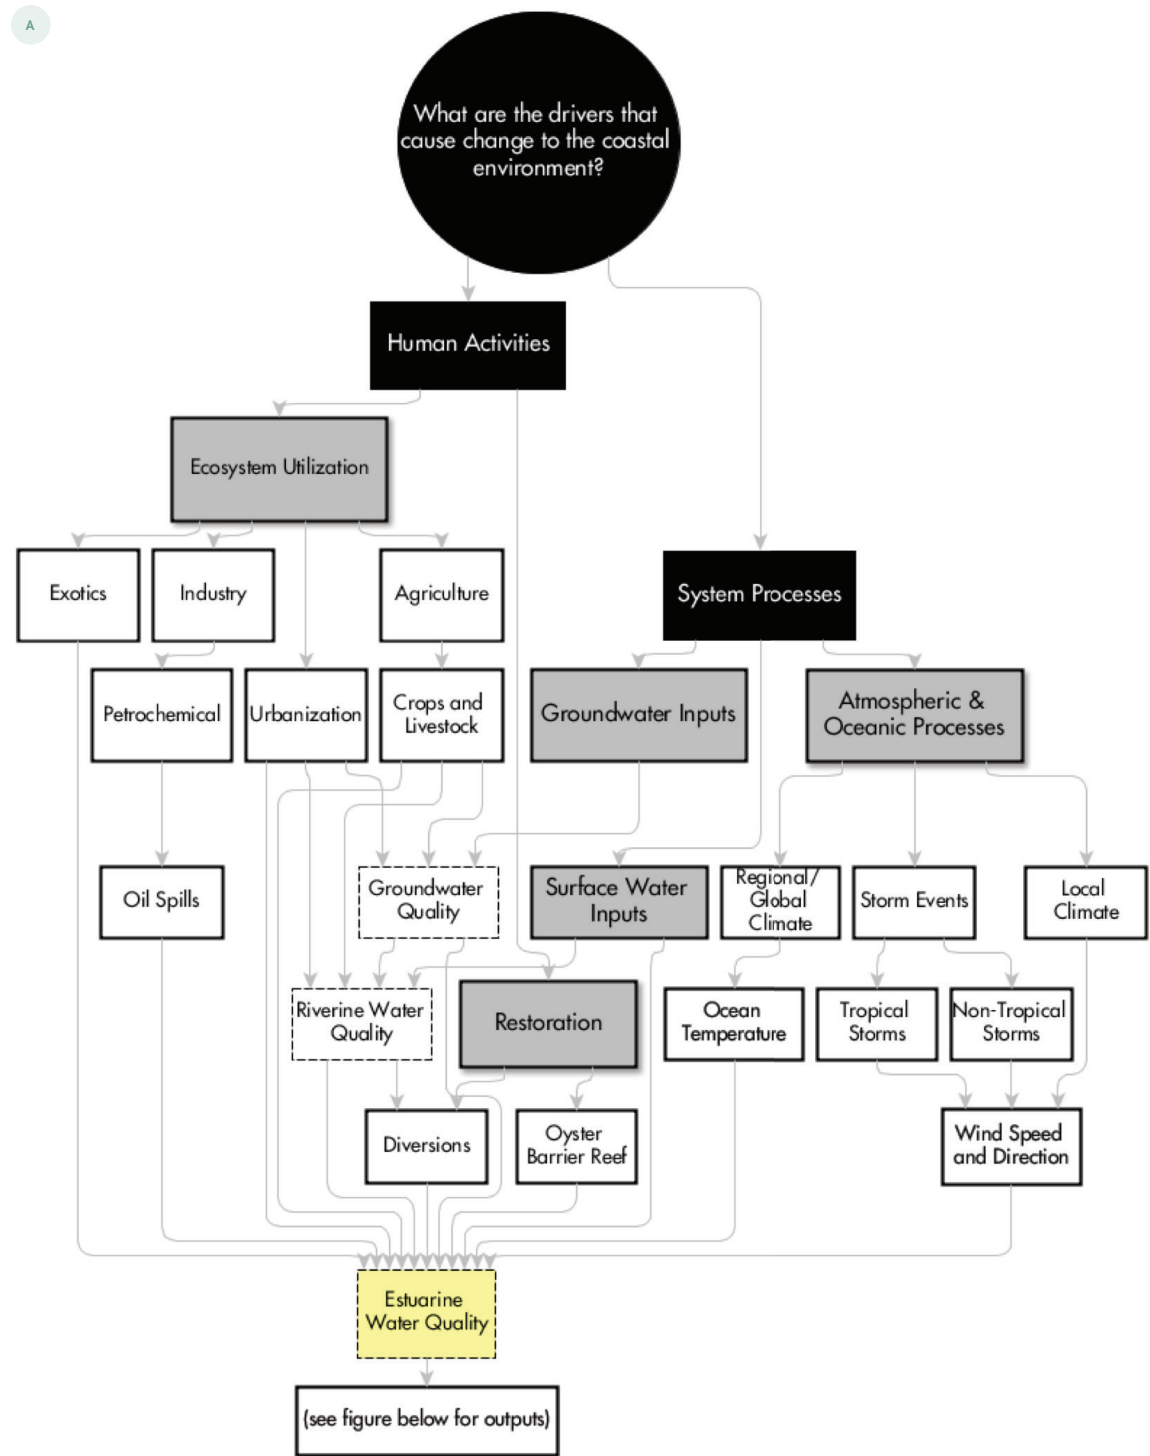 A
What are the drivers that
cause change to the coastal
environment?
Human Activities
Ecosystem Utilization
Exotics
Industry
Agriculture
System Processes
Petrochemical
Urbanization
Crops and
Livestock
Groundwater Inputs
Atmospheric &
Oceanic Processes
Oil Spills
Groundwater
Quality
Surface Water
Inputs
Regional/
Global
Climate
Storm Events
Local
Climate
Riverine Water
Quality
Restoration
Ocean
Temperature
Tropical
Storms
Non-Tropical
Storms
Diversions
Oyster
Barrier Reef
Wind Speed
and Direction
Estuarine
Water Quality
(see figure below for outputs)